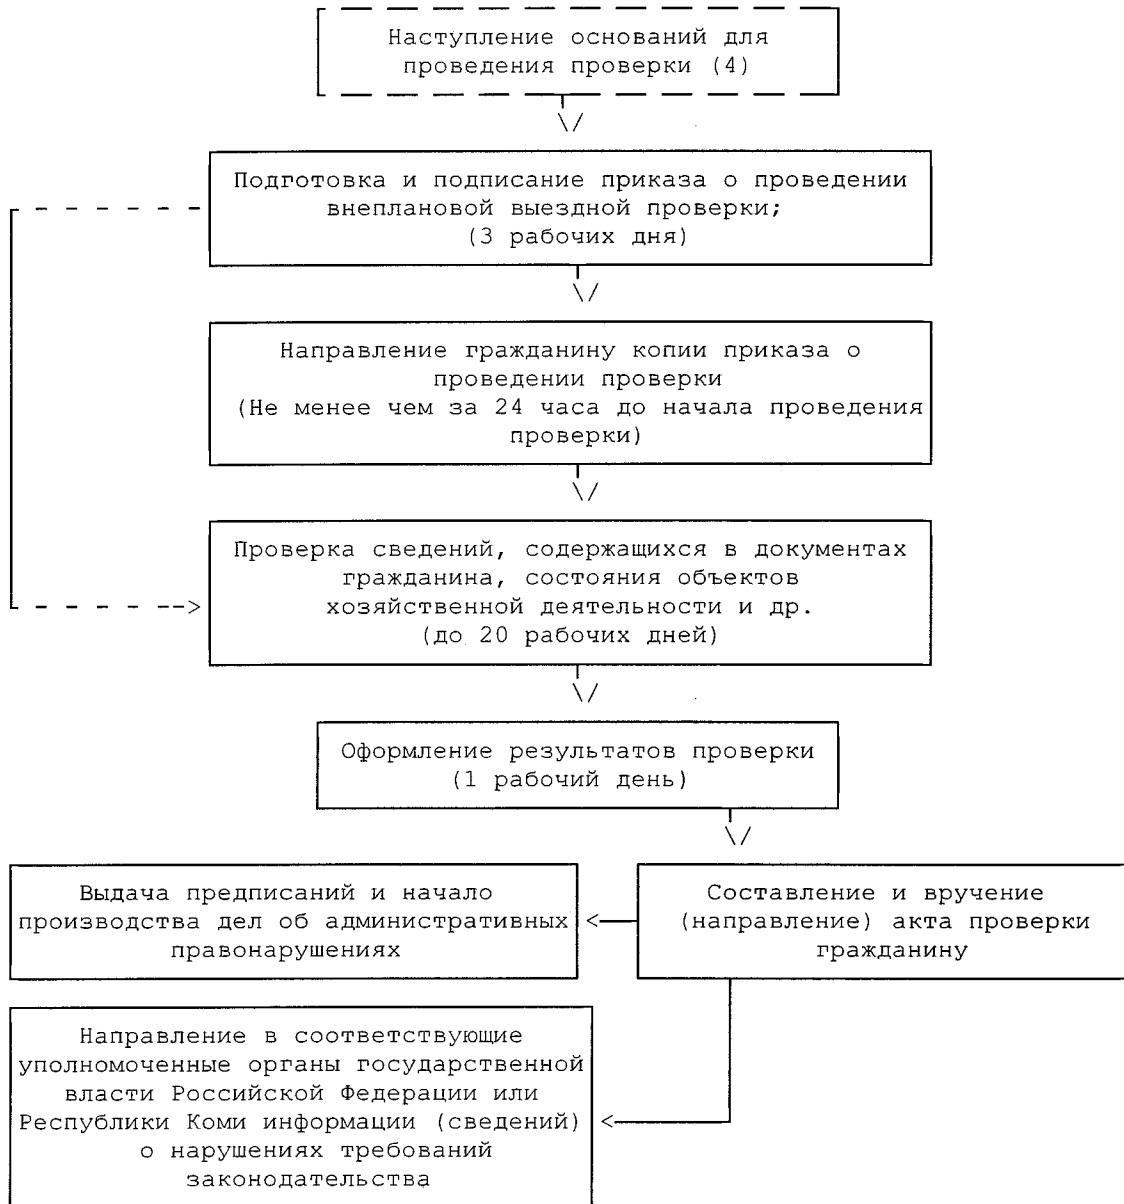 Наступление оснований для
проведения проверки (4)
Подготовка и подписание приказа о проведении
внеплановой выездной проверки;
(3 рабочих дня)
Направление гражданину копии приказа о
проведении проверки
(Не менее чем за 24 часа до начала проведения
проверки)
Проверка сведений, содержащихся в документах
гражданина, состояния объектов
хозяйственной деятельности и др.
(до 20 рабочих дней)
Оформление результатов проверки
(1 рабочий день)
Выдача предписаний и начало
производства дел об административных
правонарушениях
Составление и вручение
(направление) акта проверки
гражданину
Направление в соответствующие
уполномоченные органы государственной
власти Российской Федерации или
Республики Коми информации (сведений)
о нарушениях требований
законодательства